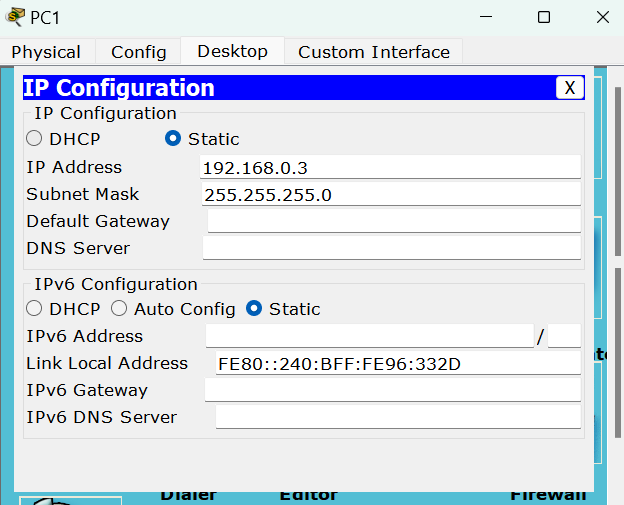 PC1
Physical Config Desktop Custom Interface
IP Configuration X
IP Configuration
DHCP Static
IP Address 192.168.0.3
Subnet Mask 255.255.255.0
Default Gateway
DNS Server
IPv6 Configuration
DHCP Auto Config Static
IPv6 Address /
Link Local Address FE80::240:BFF:FE96:332D
IPv6 Gateway
IPv6 DNS Server
Dialer Editor Firewall